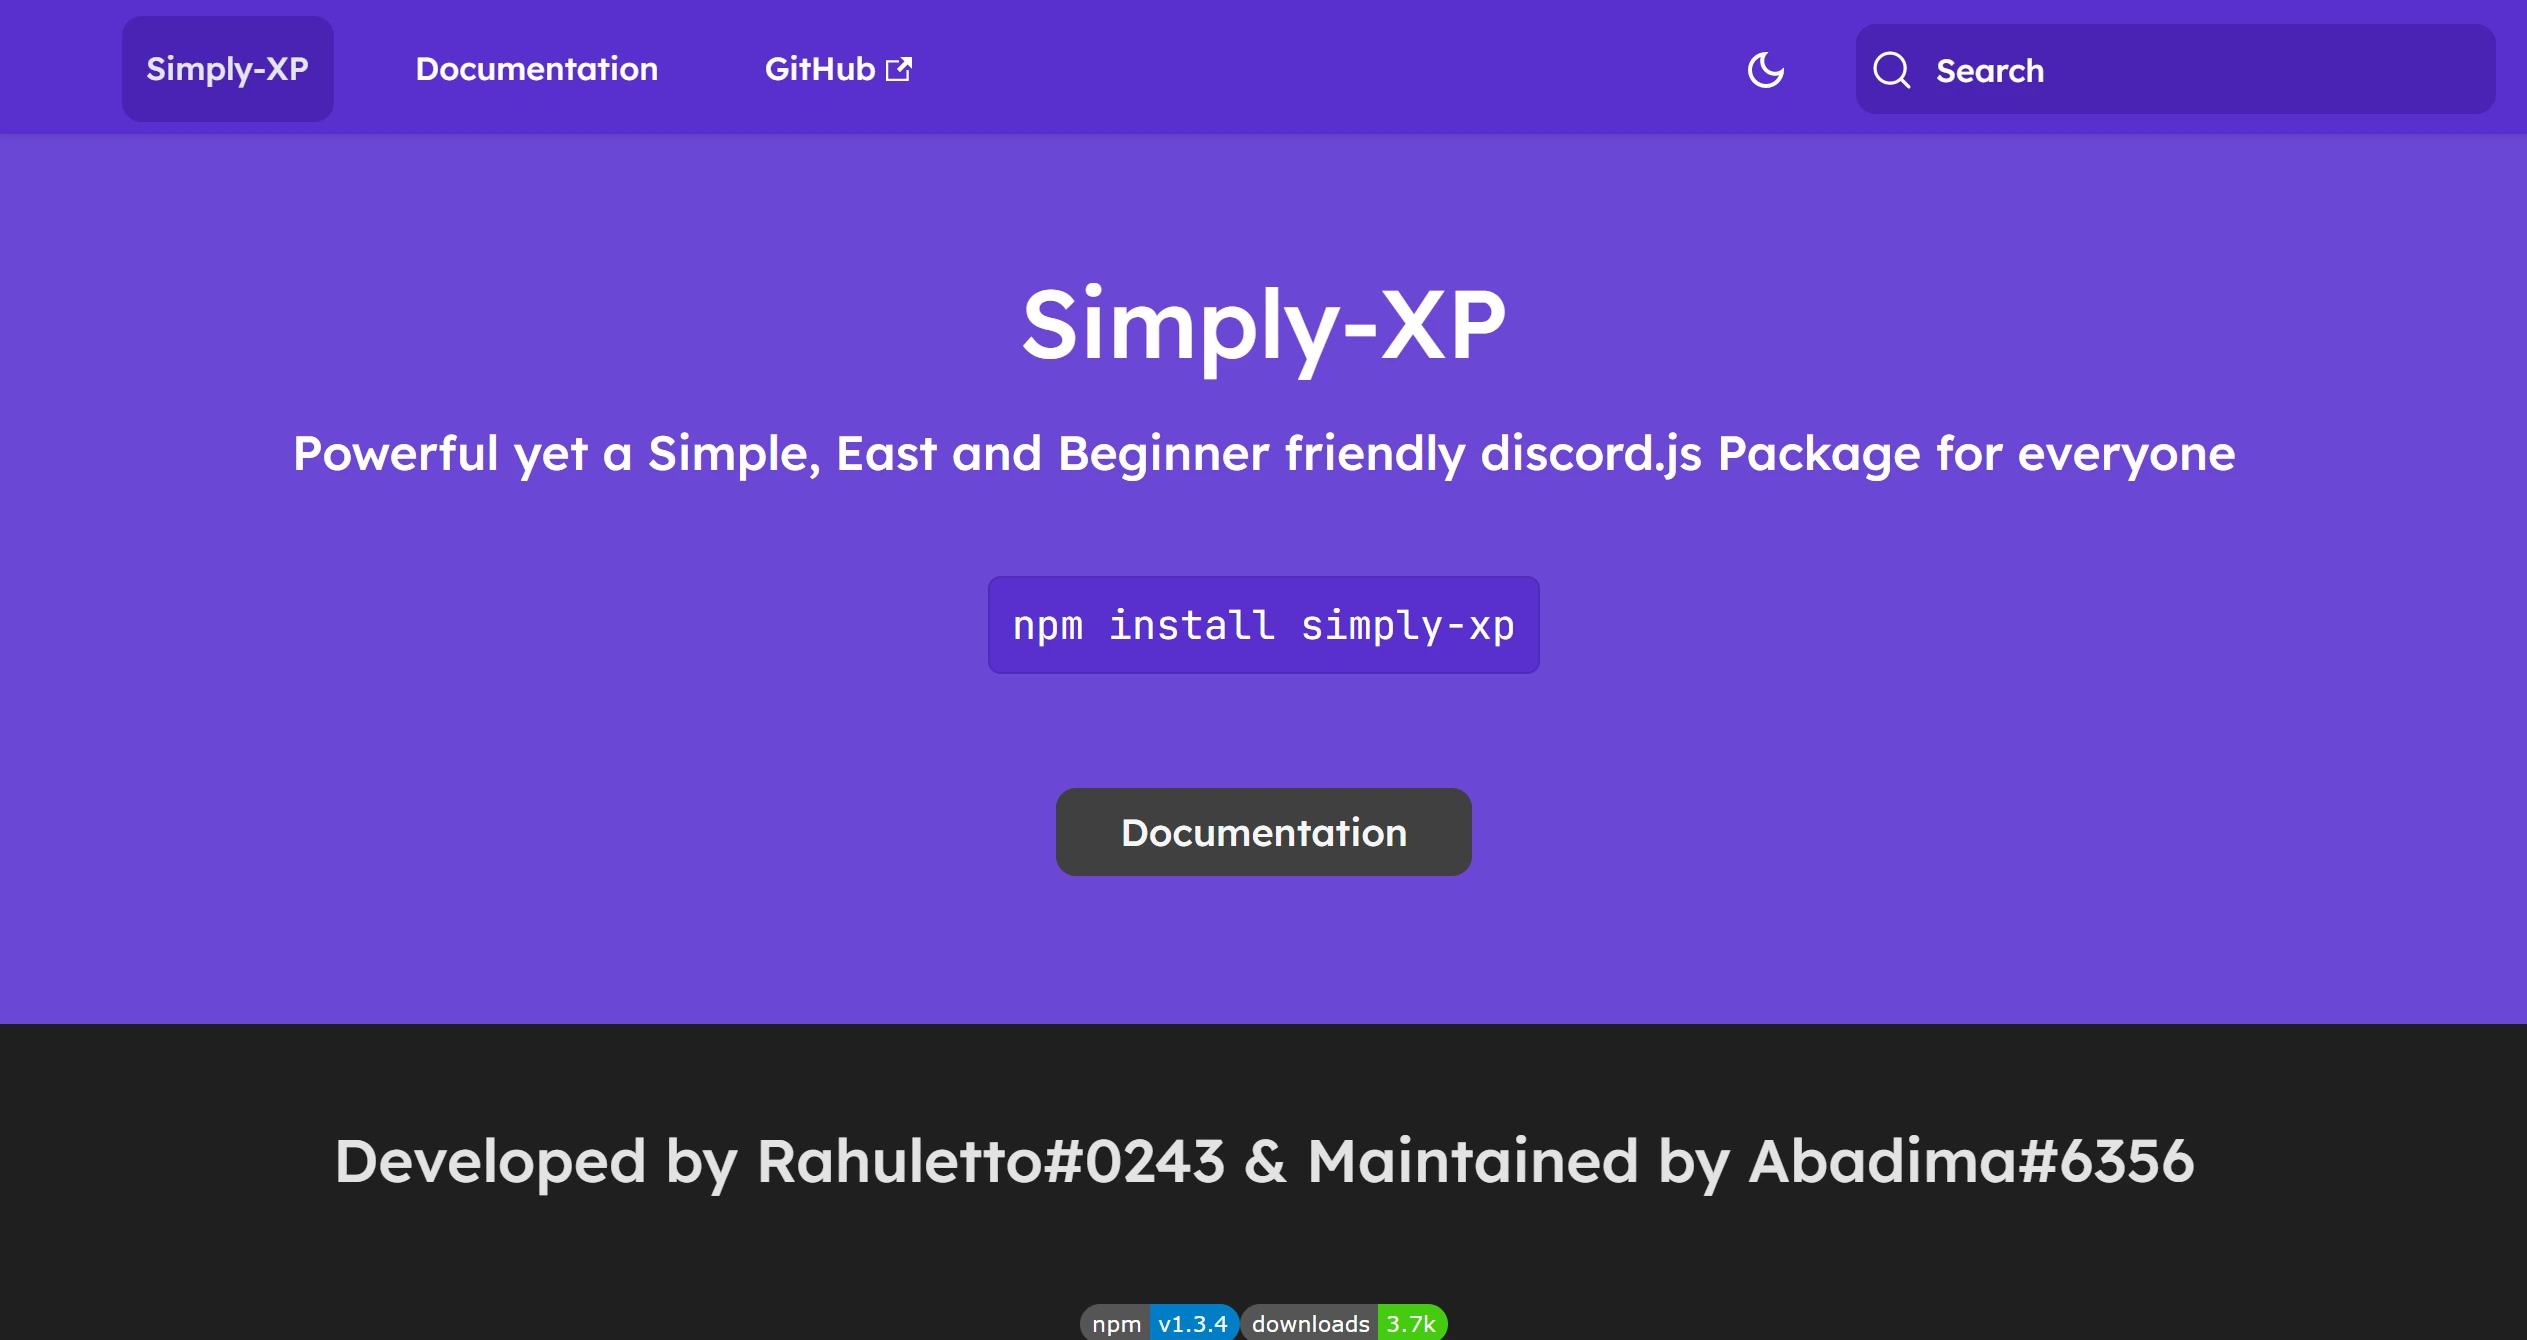 Simply-XP
Documentation
GitHub
Search
Simply-XP
Powerful yet a Simple, East and Beginner friendly discord.js Package for everyone
npm install simply-xp
Documentation
Developed by Rahuletto#0243 & Maintained by Abadima#6356
npm v1.3.4 downloads 3.7k